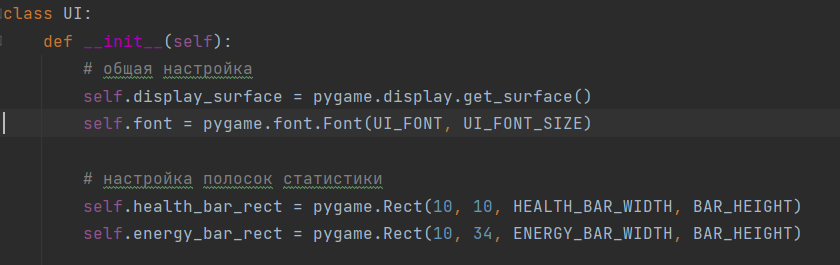 class UI:
def __init__(self):
# общая настройка
self.display_surface = pygame.display.get_surface()
self.font = pygame.font.Font(UI_FONT, UI_FONT_SIZE)
# настройка полосок статистики
self.health_bar_rect = pygame.Rect(10, 10, HEALTH_BAR_WIDTH, BAR_HEIGHT)
self.energy_bar_rect = pygame.Rect(10, 34, ENERGY_BAR_WIDTH, BAR_HEIGHT)